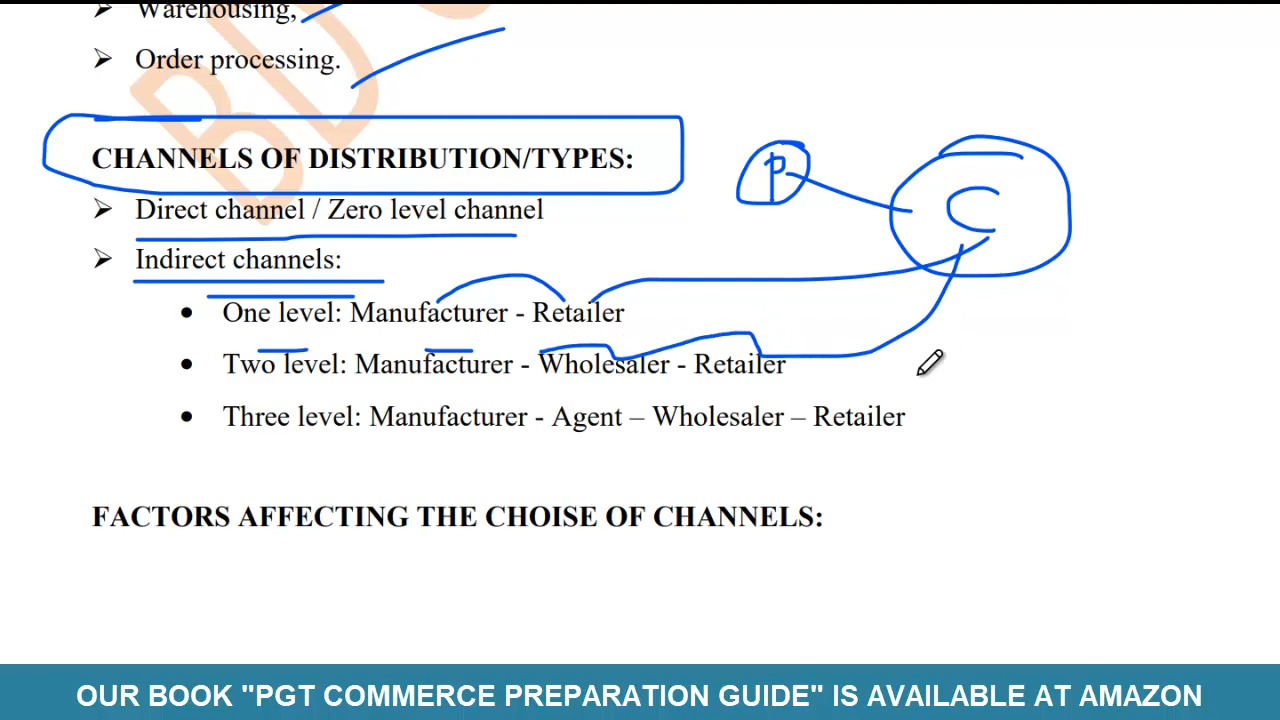 ➢ Warehousing,
➢ Order processing.
CHANNELS OF DISTRIBUTION/TYPES:
P
C
➢ Direct channel / Zero level channel
➢ Indirect channels:
• One level: Manufacturer - Retailer
• Two level: Manufacturer - Wholesaler - Retailer
• Three level: Manufacturer - Agent – Wholesaler – Retailer
FACTORS AFFECTING THE CHOISE OF CHANNELS:
OUR BOOK "PGT COMMERCE PREPARATION GUIDE" IS AVAILABLE AT AMAZON